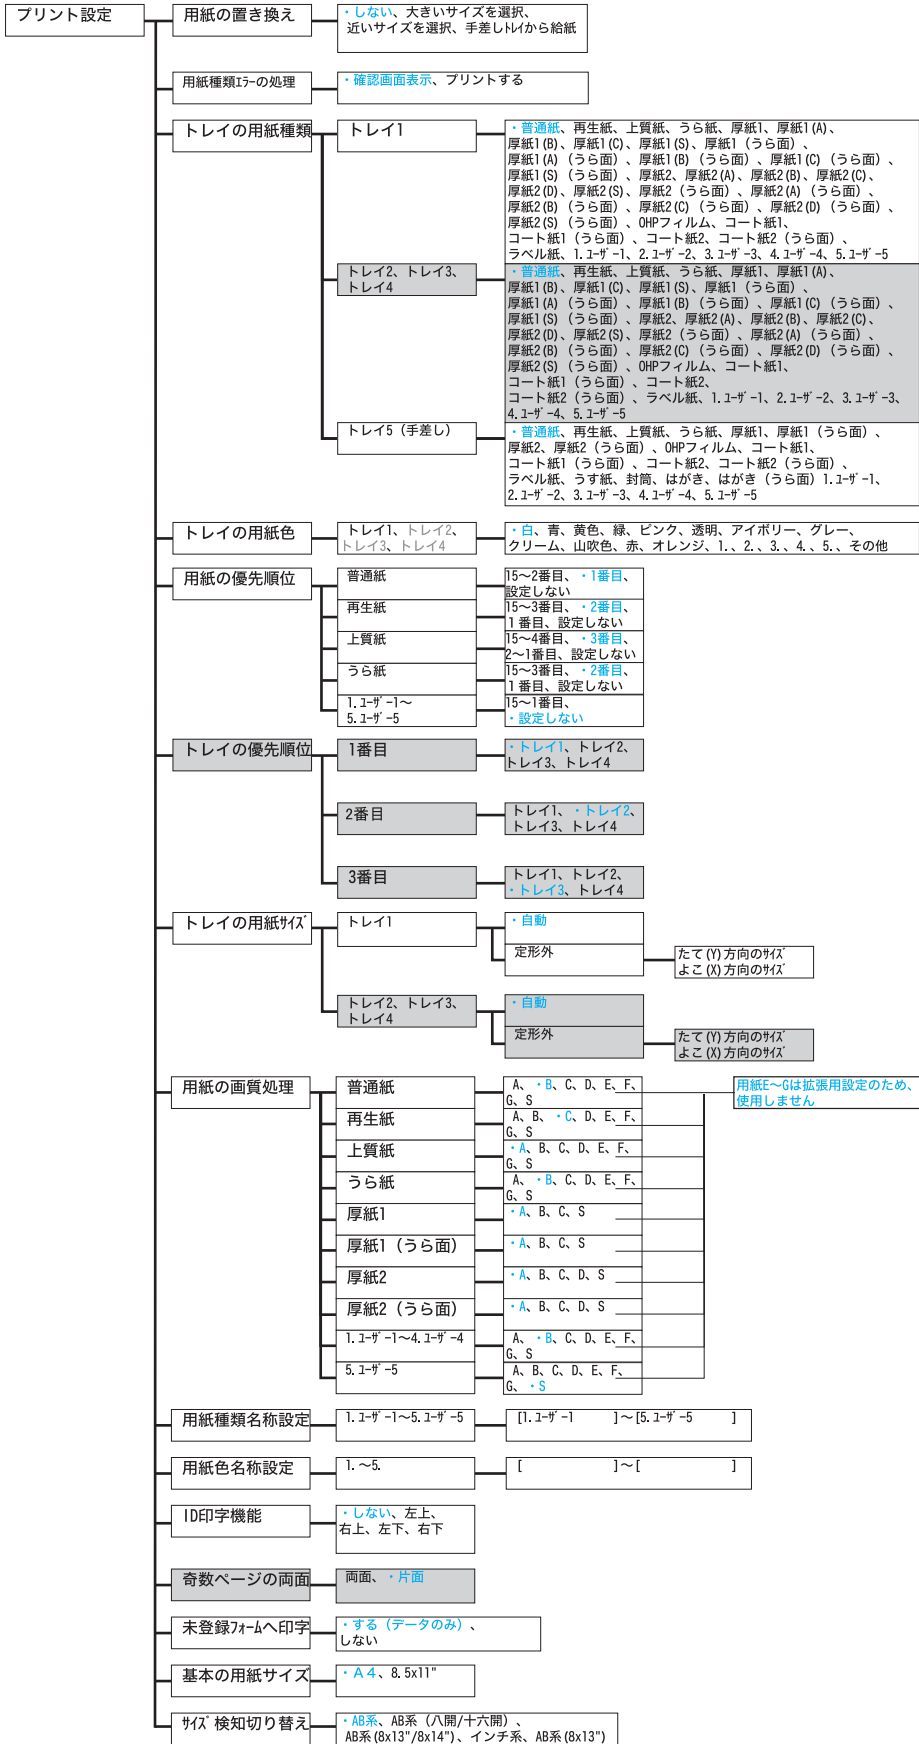 プリント設定
用紙の置き換え
・しない、大きいサイズを選択、
近いサイズを選択、手差しﾄﾚｲから給紙
用紙種類ｴﾗｰの処理
・確認画面表示、プリントする
トレイの用紙種類
トレイ1
・普通紙、再生紙、上質紙、うら紙、厚紙1、厚紙1(A)、
厚紙1(B)、厚紙1(C)、厚紙1(S)、厚紙1（うら面）、
厚紙1(A)（うら面）、厚紙1(B)（うら面）、厚紙1(C)（うら面）、
厚紙1(S)（うら面）、厚紙2、厚紙2(A)、厚紙2(B)、厚紙2(C)、
厚紙2(D)、厚紙2(S)、厚紙2（うら面）、厚紙2(A)（うら面）、
厚紙2(B)（うら面）、厚紙2(C)（うら面）、厚紙2(D)（うら面）、
厚紙2(S)（うら面）、OHPフィルム、コート紙1、
コート紙1（うら面）、コート紙2、コート紙2（うら面）、
ラベル紙、1.ﾕｰｻﾞｰ1、2.ﾕｰｻﾞｰ2、3.ﾕｰｻﾞｰ3、4.ﾕｰｻﾞｰ4、5.ﾕｰｻﾞｰ5
トレイ2、トレイ3、
トレイ4
・普通紙、再生紙、上質紙、うら紙、厚紙1、厚紙1(A)、
厚紙1(B)、厚紙1(C)、厚紙1(S)、厚紙1（うら面）、
厚紙1(A)（うら面）、厚紙1(B)（うら面）、厚紙1(C)（うら面）、
厚紙1(S)（うら面）、厚紙2、厚紙2(A)、厚紙2(B)、厚紙2(C)、
厚紙2(D)、厚紙2(S)、厚紙2（うら面）、厚紙2(A)（うら面）、
厚紙2(B)（うら面）、厚紙2(C)（うら面）、厚紙2(D)（うら面）、
厚紙2(S)（うら面）、OHPフィルム、コート紙1、
コート紙1（うら面）、コート紙2、
コート紙2（うら面）、ラベル紙、1.ﾕｰｻﾞｰ1、2.ﾕｰｻﾞｰ2、3.ﾕｰｻﾞｰ3、
4.ﾕｰｻﾞｰ4、5.ﾕｰｻﾞｰ5
トレイ5（手差し）
・普通紙、再生紙、上質紙、うら紙、厚紙1、厚紙1（うら面）、
厚紙2、厚紙2（うら面）、OHPフィルム、コート紙1、
コート紙1（うら面）、コート紙2、コート紙2（うら面）、
ラベル紙、うす紙、封筒、はがき、はがき（うら面）1.ﾕｰｻﾞｰ1、
2.ﾕｰｻﾞｰ2、3.ﾕｰｻﾞｰ3、4.ﾕｰｻﾞｰ4、5.ﾕｰｻﾞｰ5
トレイの用紙色
トレイ1、トレイ2、
トレイ3、トレイ4
・白、青、黄色、緑、ピンク、透明、アイボリー、グレー、
クリーム、山吹色、赤、オレンジ、1.、2.、3.、4.、5.、その他
用紙の優先順位
普通紙
15～2番目、・1番目、
設定しない
再生紙
15～3番目、・2番目、
1番目、設定しない
上質紙
15～4番目、・3番目、
2～1番目、設定しない
うら紙
15～3番目、・2番目、
1番目、設定しない
1.ﾕｰｻﾞｰ1～
5.ﾕｰｻﾞｰ5
15～1番目、
・設定しない
トレイの優先順位
1番目
・トレイ1、トレイ2、
トレイ3、トレイ4
2番目
トレイ1、・トレイ2、
トレイ3、トレイ4
3番目
トレイ1、トレイ2、
・トレイ3、トレイ4
トレイの用紙ｻｲｽﾞ
トレイ1
・自動
定形外
たて(Y)方向のｻｲｽﾞ
よこ(X)方向のｻｲｽﾞ
トレイ2、トレイ3、
トレイ4
・自動
定形外
たて(Y)方向のｻｲｽﾞ
よこ(X)方向のｻｲｽﾞ
用紙の画質処理
普通紙
A、・B、C、D、E、F、
G、S
用紙E～Gは拡張用設定のため、
使用しません
再生紙
A、B、・C、D、E、F、
G、S
上質紙
・A、B、C、D、E、F、
G、S
うら紙
A、・B、C、D、E、F、
G、S
厚紙1
・A、B、C、S
厚紙1（うら面）
・A、B、C、S
厚紙2
・A、B、C、D、S
厚紙2（うら面）
・A、B、C、D、S
1.ﾕｰｻﾞｰ1～4.ﾕｰｻﾞｰ4
A、・B、C、D、E、F、
G、S
5.ﾕｰｻﾞｰ5
A、B、C、D、E、F、
G、・S
用紙種類名称設定
1.ﾕｰｻﾞｰ1～5.ﾕｰｻﾞｰ5
[1.ﾕｰｻﾞｰ1　　]～[5.ﾕｰｻﾞｰ5　　]
用紙色名称設定
1.～5.
[　　　　　　]～[　　　　　　]
ID印字機能
・しない、左上、
右上、左下、右下
奇数ページの両面
両面、・片面
未登録ﾌｫｰﾑへ印字
・する（データのみ）、
しない
基本の用紙サイズ
・A4、8.5x11"
ｻｲｽﾞ検知切り替え
・AB系、AB系（八開/十六開）、
AB系(8x13"/8x14")、インチ系、AB系(8x13")